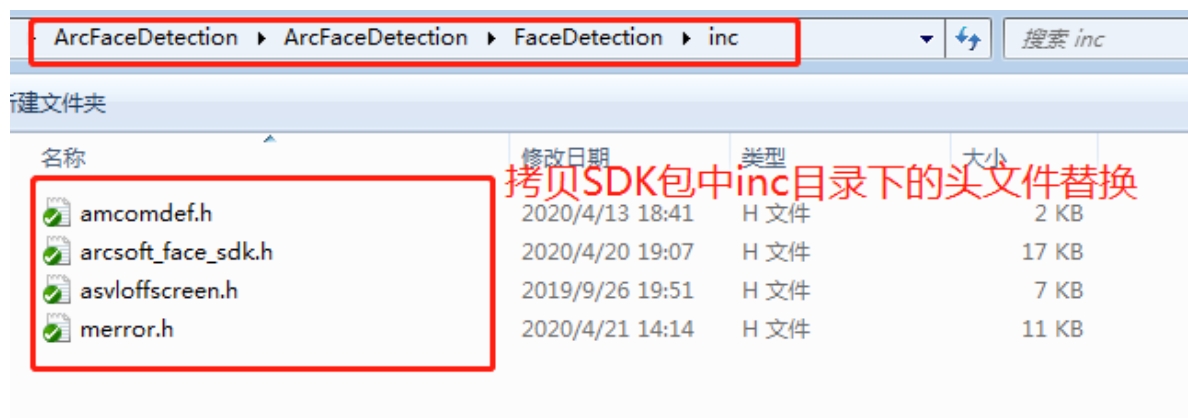 ArcFaceDetection ▸ ArcFaceDetection ▸ FaceDetection ▸ inc
搜索 inc
新建文件夹
名称 修改日期 类型 大小
拷贝SDK包中inc目录下的头文件替换
amcomdef.h 2020/4/13 18:41 H 文件 2 KB
arcsoft_face_sdk.h 2020/4/20 19:07 H 文件 17 KB
asvloffscreen.h 2019/9/26 19:51 H 文件 7 KB
merror.h 2020/4/21 14:14 H 文件 11 KB